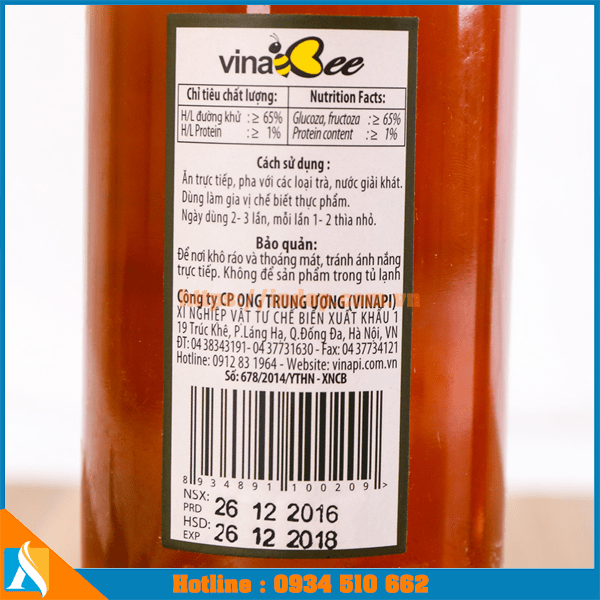 vinaBee
Chỉ tiêu chất lượng: Nutrition Facts:
H/L đường khử :≥ 65% Glucoza, fructoza :≥ 65%
H/L Protein :≥ 1% Protein content :≥ 1%
Cách sử dụng :
Ăn trực tiếp, pha với các loại trà, nước giải khát.
Dùng làm gia vị chế biết thực phẩm.
Ngày dùng 2- 3 lần, mỗi lần 1- 2 thìa nhỏ.
Bảo quản:
Để nơi khô ráo và thoáng mát, tránh ánh nắng
trực tiếp. Không để sản phẩm trong tủ lạnh
Công ty CP ONG TRUNG ƯƠNG (VINAPI)
XÍ NGHIỆP VẬT TƯ CHẾ BIẾN XUẤT KHẨU 1
19 Trúc Khê, P.Láng Hạ, Q.Đống Đa, Hà Nội, VN
ĐT: 04 38343191- 04 37731630 - Fax: 04 37734121
Hotline: 0912 83 1964 - Website: vinapi.com.vn
Số: 678/2014/YTHN - XNCB
8 934891 100209 >
NSX:
PRD 26 12 2016
HSD:
EXP 26 12 2018
Hotline : 0934 510 662